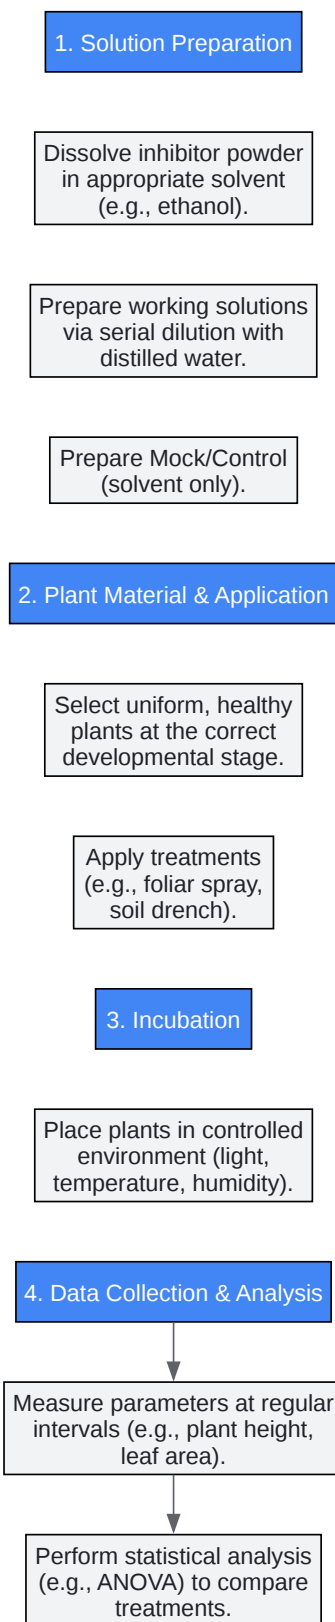 1. Solution Preparation
Dissolve inhibitor powder
in appropriate solvent
(e.g., ethanol).
Prepare working solutions
via serial dilution with
distilled water.
Prepare Mock/Control
(solvent only).
2. Plant Material & Application
Select uniform, healthy
plants at the correct
developmental stage.
Apply treatments
(e.g., foliar spray,
soil drench).
3. Incubation
Place plants in controlled
environment (light,
temperature, humidity).
4. Data Collection & Analysis
Measure parameters at regular
intervals (e.g., plant height,
leaf area).
Perform statistical analysis
(e.g., ANOVA) to compare
treatments.